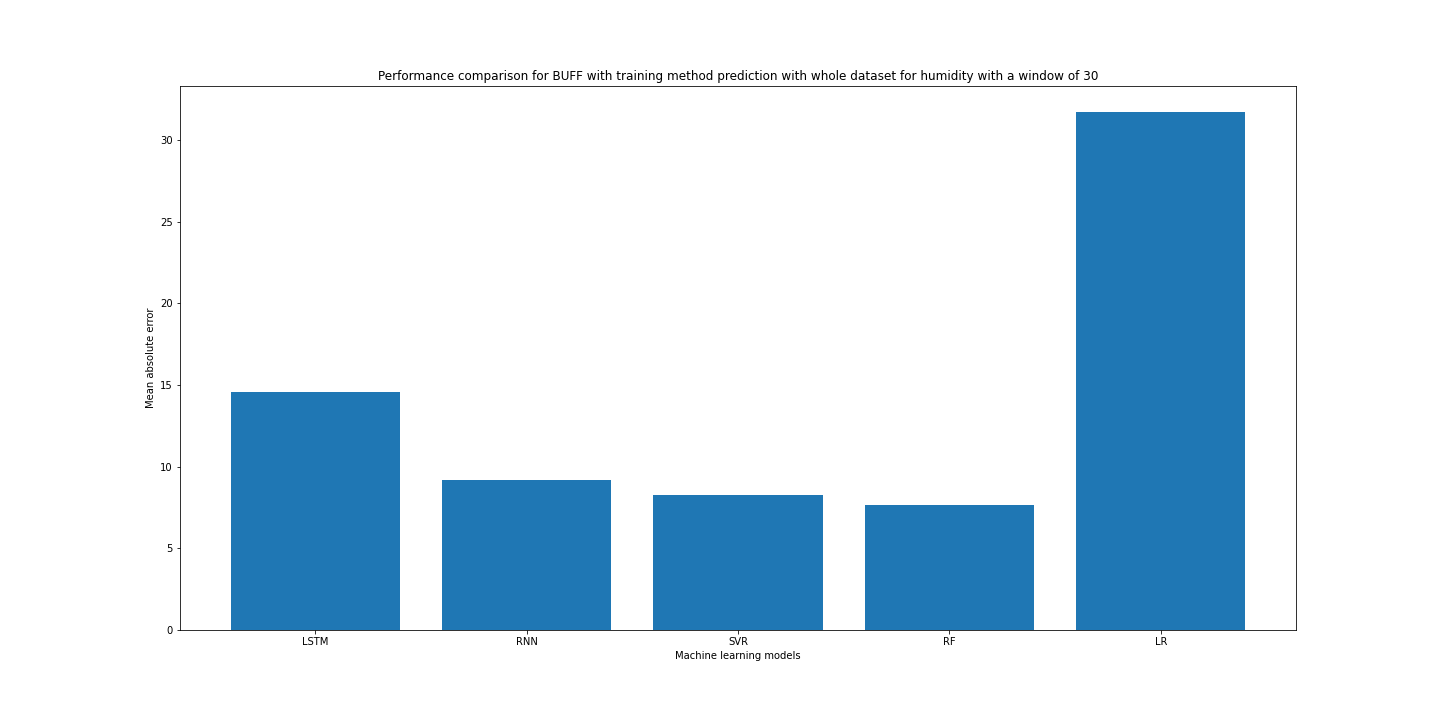 Performance comparison for BUFF with training method prediction with whole dataset for humidity with a window of 30
30
25
20
15
10
5
0
Mean absolute error
LSTM RNN SVR RF LR
Machine learning models